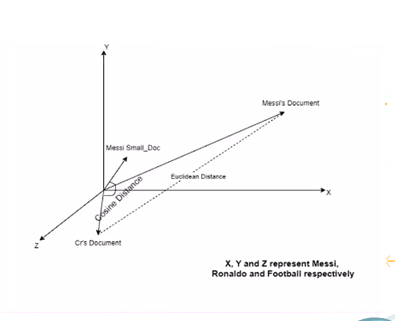 Y
Messi's Document
Messi Small_Doc
Euclidean Distance
Cosine Distance
X
Z
Cr's Document
X, Y and Z represent Messi,
Ronaldo and Football respectively